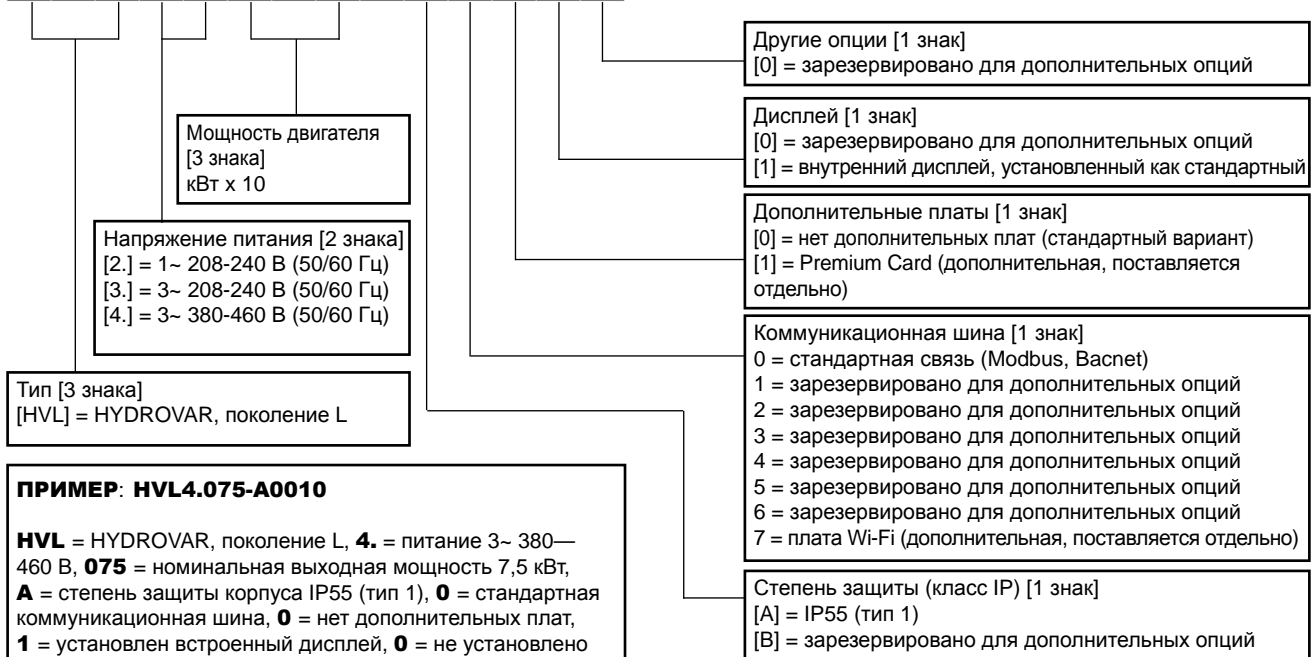 Другие опции [1 знак]
[0] = зарезервировано для дополнительных опций
Дисплей [1 знак]
[0] = зарезервировано для дополнительных опций
[1] = внутренний дисплей, установленный как стандартный
Мощность двигателя
[3 знака]
кВт x 10
Дополнительные платы [1 знак]
[0] = нет дополнительных плат (стандартный вариант)
[1] = Premium Card (дополнительная, поставляется
отдельно)
Напряжение питания [2 знака]
[2.] = 1~ 208-240 В (50/60 Гц)
[3.] = 3~ 208-240 В (50/60 Гц)
[4.] = 3~ 380-460 В (50/60 Гц)
Коммуникационная шина [1 знак]
0 = стандартная связь (Modbus, Bacnet)
1 = зарезервировано для дополнительных опций
2 = зарезервировано для дополнительных опций
3 = зарезервировано для дополнительных опций
4 = зарезервировано для дополнительных опций
5 = зарезервировано для дополнительных опций
6 = зарезервировано для дополнительных опций
7 = плата Wi-Fi (дополнительная, поставляется отдельно)
Тип [3 знака]
[HVL] = HYDROVAR, поколение L
ПРИМЕР: HVL4.075-A0010
HVL = HYDROVAR, поколение L, 4. = питание 3~ 380—
460 В, 075 = номинальная выходная мощность 7,5 кВт,
A = степень защиты корпуса IP55 (тип 1), 0 = стандартная
коммуникационная шина, 0 = нет дополнительных плат,
1 = установлен встроенный дисплей, 0 = не установлено
Степень защиты (класс IP) [1 знак]
[A] = IP55 (тип 1)
[B] = зарезервировано для дополнительных опций